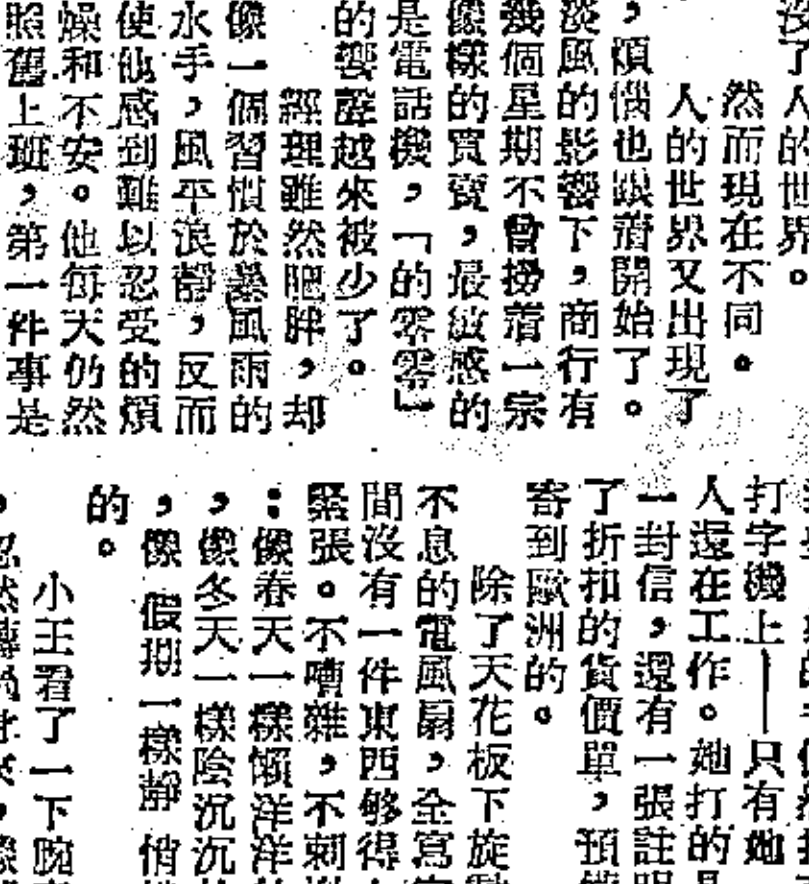 沒了人的世界。
然而現在不同。
人的世界又出現了
，煩惱也跟着開始了。
淡風的影響下，商行有
幾個星期不曾撈着一宗
像樣的買賣，最敏感的
是電話機，「的零零」
的響聲越來被少了。
經理雖然肥胖，却
像一個習慣於暴風雨的
水手，風平浪靜，反而
使他感到難以忍受的煩
燥和不安。他每天仍然
照舊上班，第一件事是
打字機上——只有她
人還在工作。她打的
一封信，還有一張註明
了折扣的貨價單，預
寄到歐洲的。
除了天花板下旋
不息的電風扇，全寫
間沒有一件東西够得
緊張。不嘈雜，不刺
：像春天一樣懶洋洋
，像冬天一樣陰沉沉
，像假期一樣靜悄
的。
小王看了一下腕